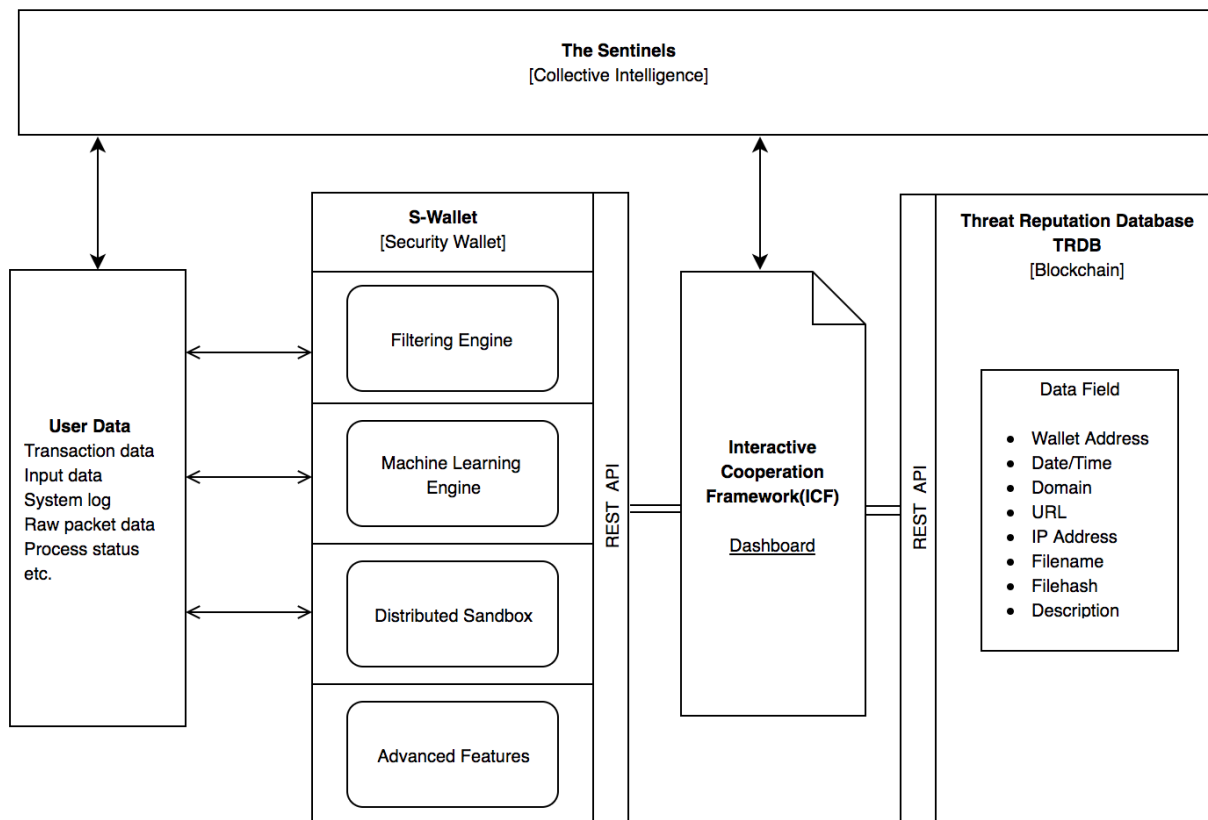 The Sentinels
[Collective Intelligence]
S-Wallet
[Security Wallet]
Filtering Engine
Machine Learning
Engine
Distributed Sandbox
Advanced Features
REST API
User Data
Transaction data
Input data
System log
Raw packet data
Process status
etc.
Interactive
Cooperation
Framework(ICF)
Dashboard
REST API
Threat Reputation Database
TRDB
[Blockchain]
Data Field
● Wallet Address
● Date/Time
● Domain
● URL
● IP Address
● Filename
● Filehash
● Description